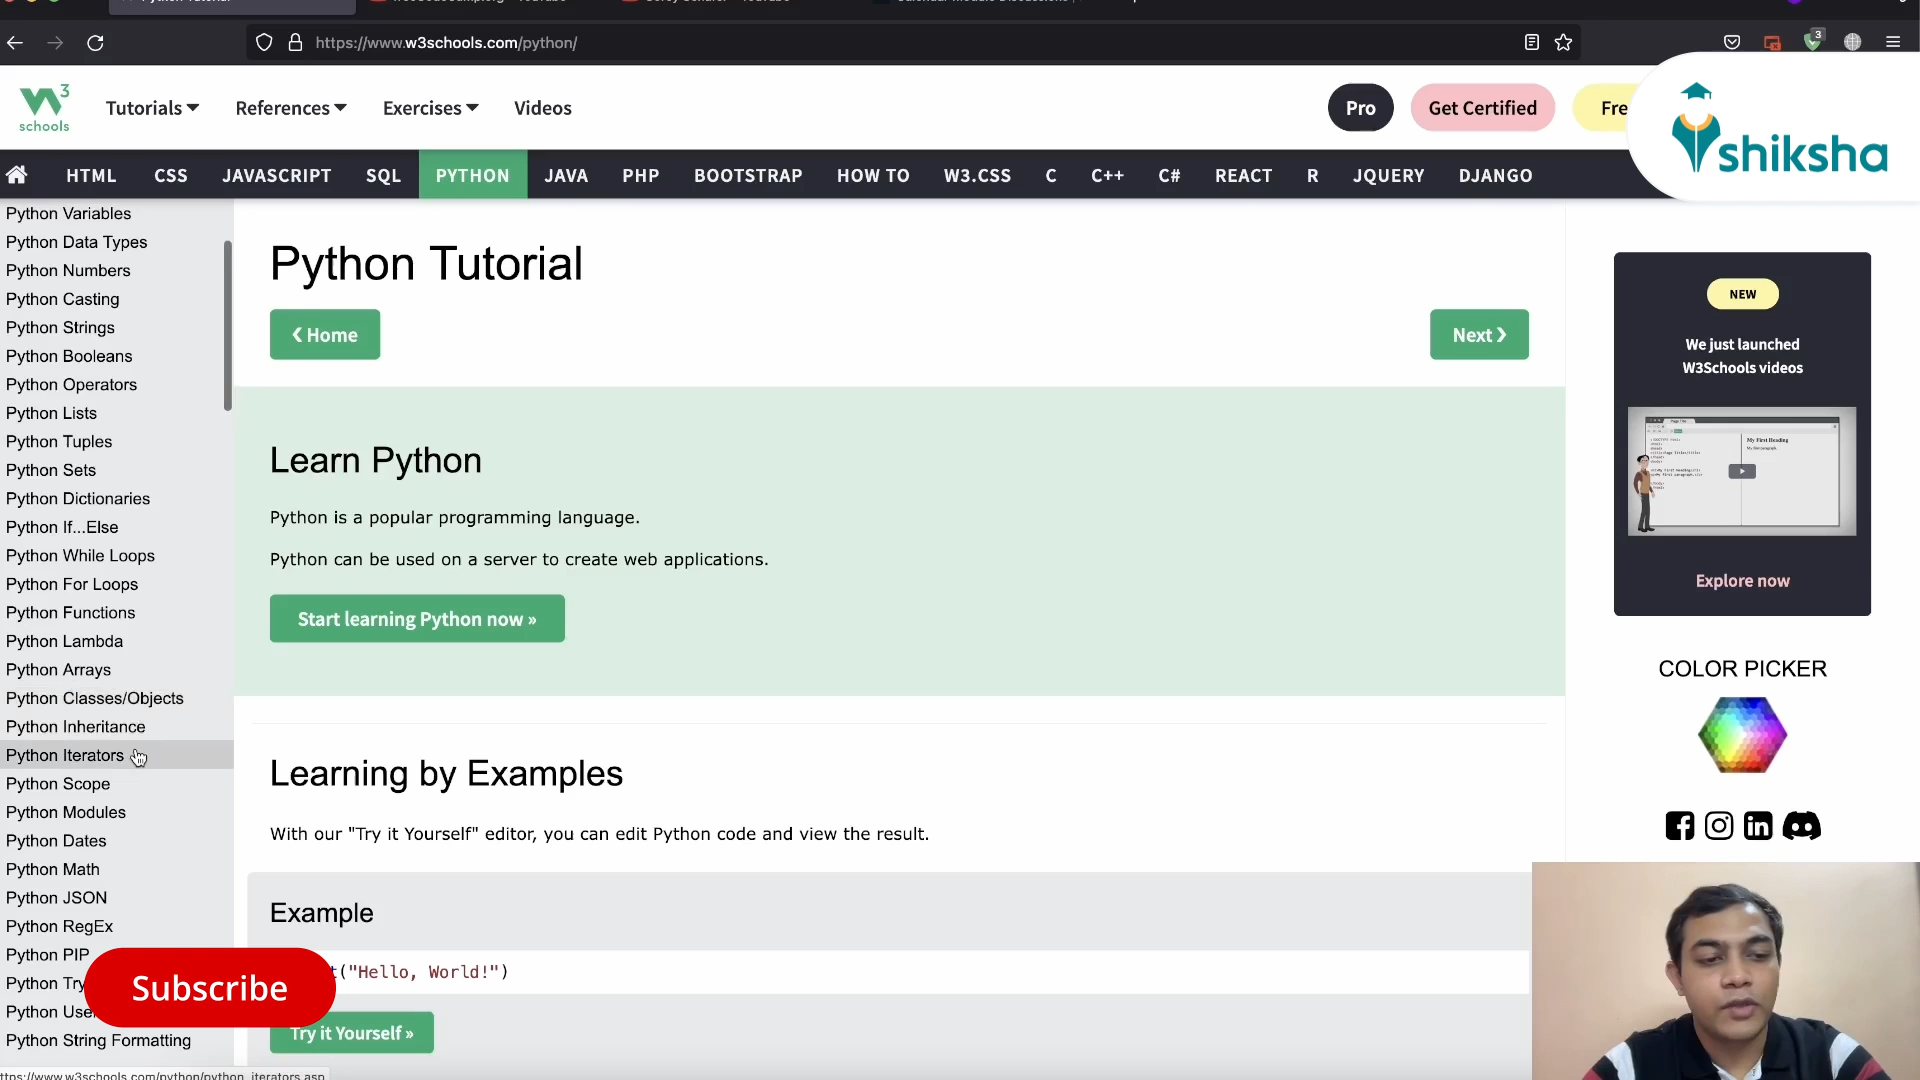 https://www.w3schools.com/python/
3
W3 schools
Tutorials
References
Exercises
Videos
Pro
Get Certified
Fre
shiksha
HTML
CSS
JAVASCRIPT
SQL
PYTHON
JAVA
PHP
BOOTSTRAP
HOW TO
W3.CSS
C
C++
C#
REACT
R
JQUERY
DJANGO
Python Variables
Python Data Types
Python Numbers
Python Casting
Python Strings
Python Booleans
Python Operators
Python Lists
Python Tuples
Python Sets
Python Dictionaries
Python If...Else
Python While Loops
Python For Loops
Python Functions
Python Lambda
Python Arrays
Python Classes/Objects
Python Inheritance
Python Iterators
Python Scope
Python Modules
Python Dates
Python Math
Python JSON
Python RegEx
Python PIP
Python Try
Python Use
Python String Formatting
Subscribe
Python Tutorial
❮ Home
Next ❯
Learn Python
Python is a popular programming language.
Python can be used on a server to create web applications.
Start learning Python now »
Learning by Examples
With our "Try it Yourself" editor, you can edit Python code and view the result.
Example
t("Hello, World!")
Try it Yourself »
NEW
We just launched
W3Schools videos
My First Heading
Explore now
COLOR PICKER
ttps://www.w3schools.com/python/python_iterators.asp